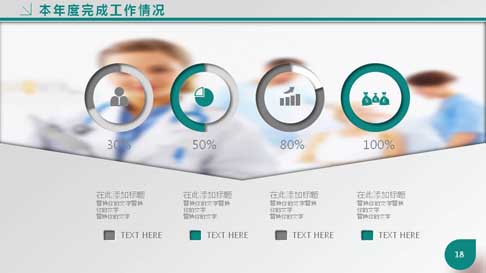 本年度完成工作情况
30% 50% 80% 100%
在此添加标题 在此添加标题 在此添加标题 在此添加标题
替换你的文字替换 替换你的文字替换 替换你的文字替换 替换你的文字替换
你的文字 你的文字 你的文字 你的文字
替换你的文字 替换你的文字 替换你的文字 替换你的文字
TEXT HERE TEXT HERE TEXT HERE TEXT HERE
18